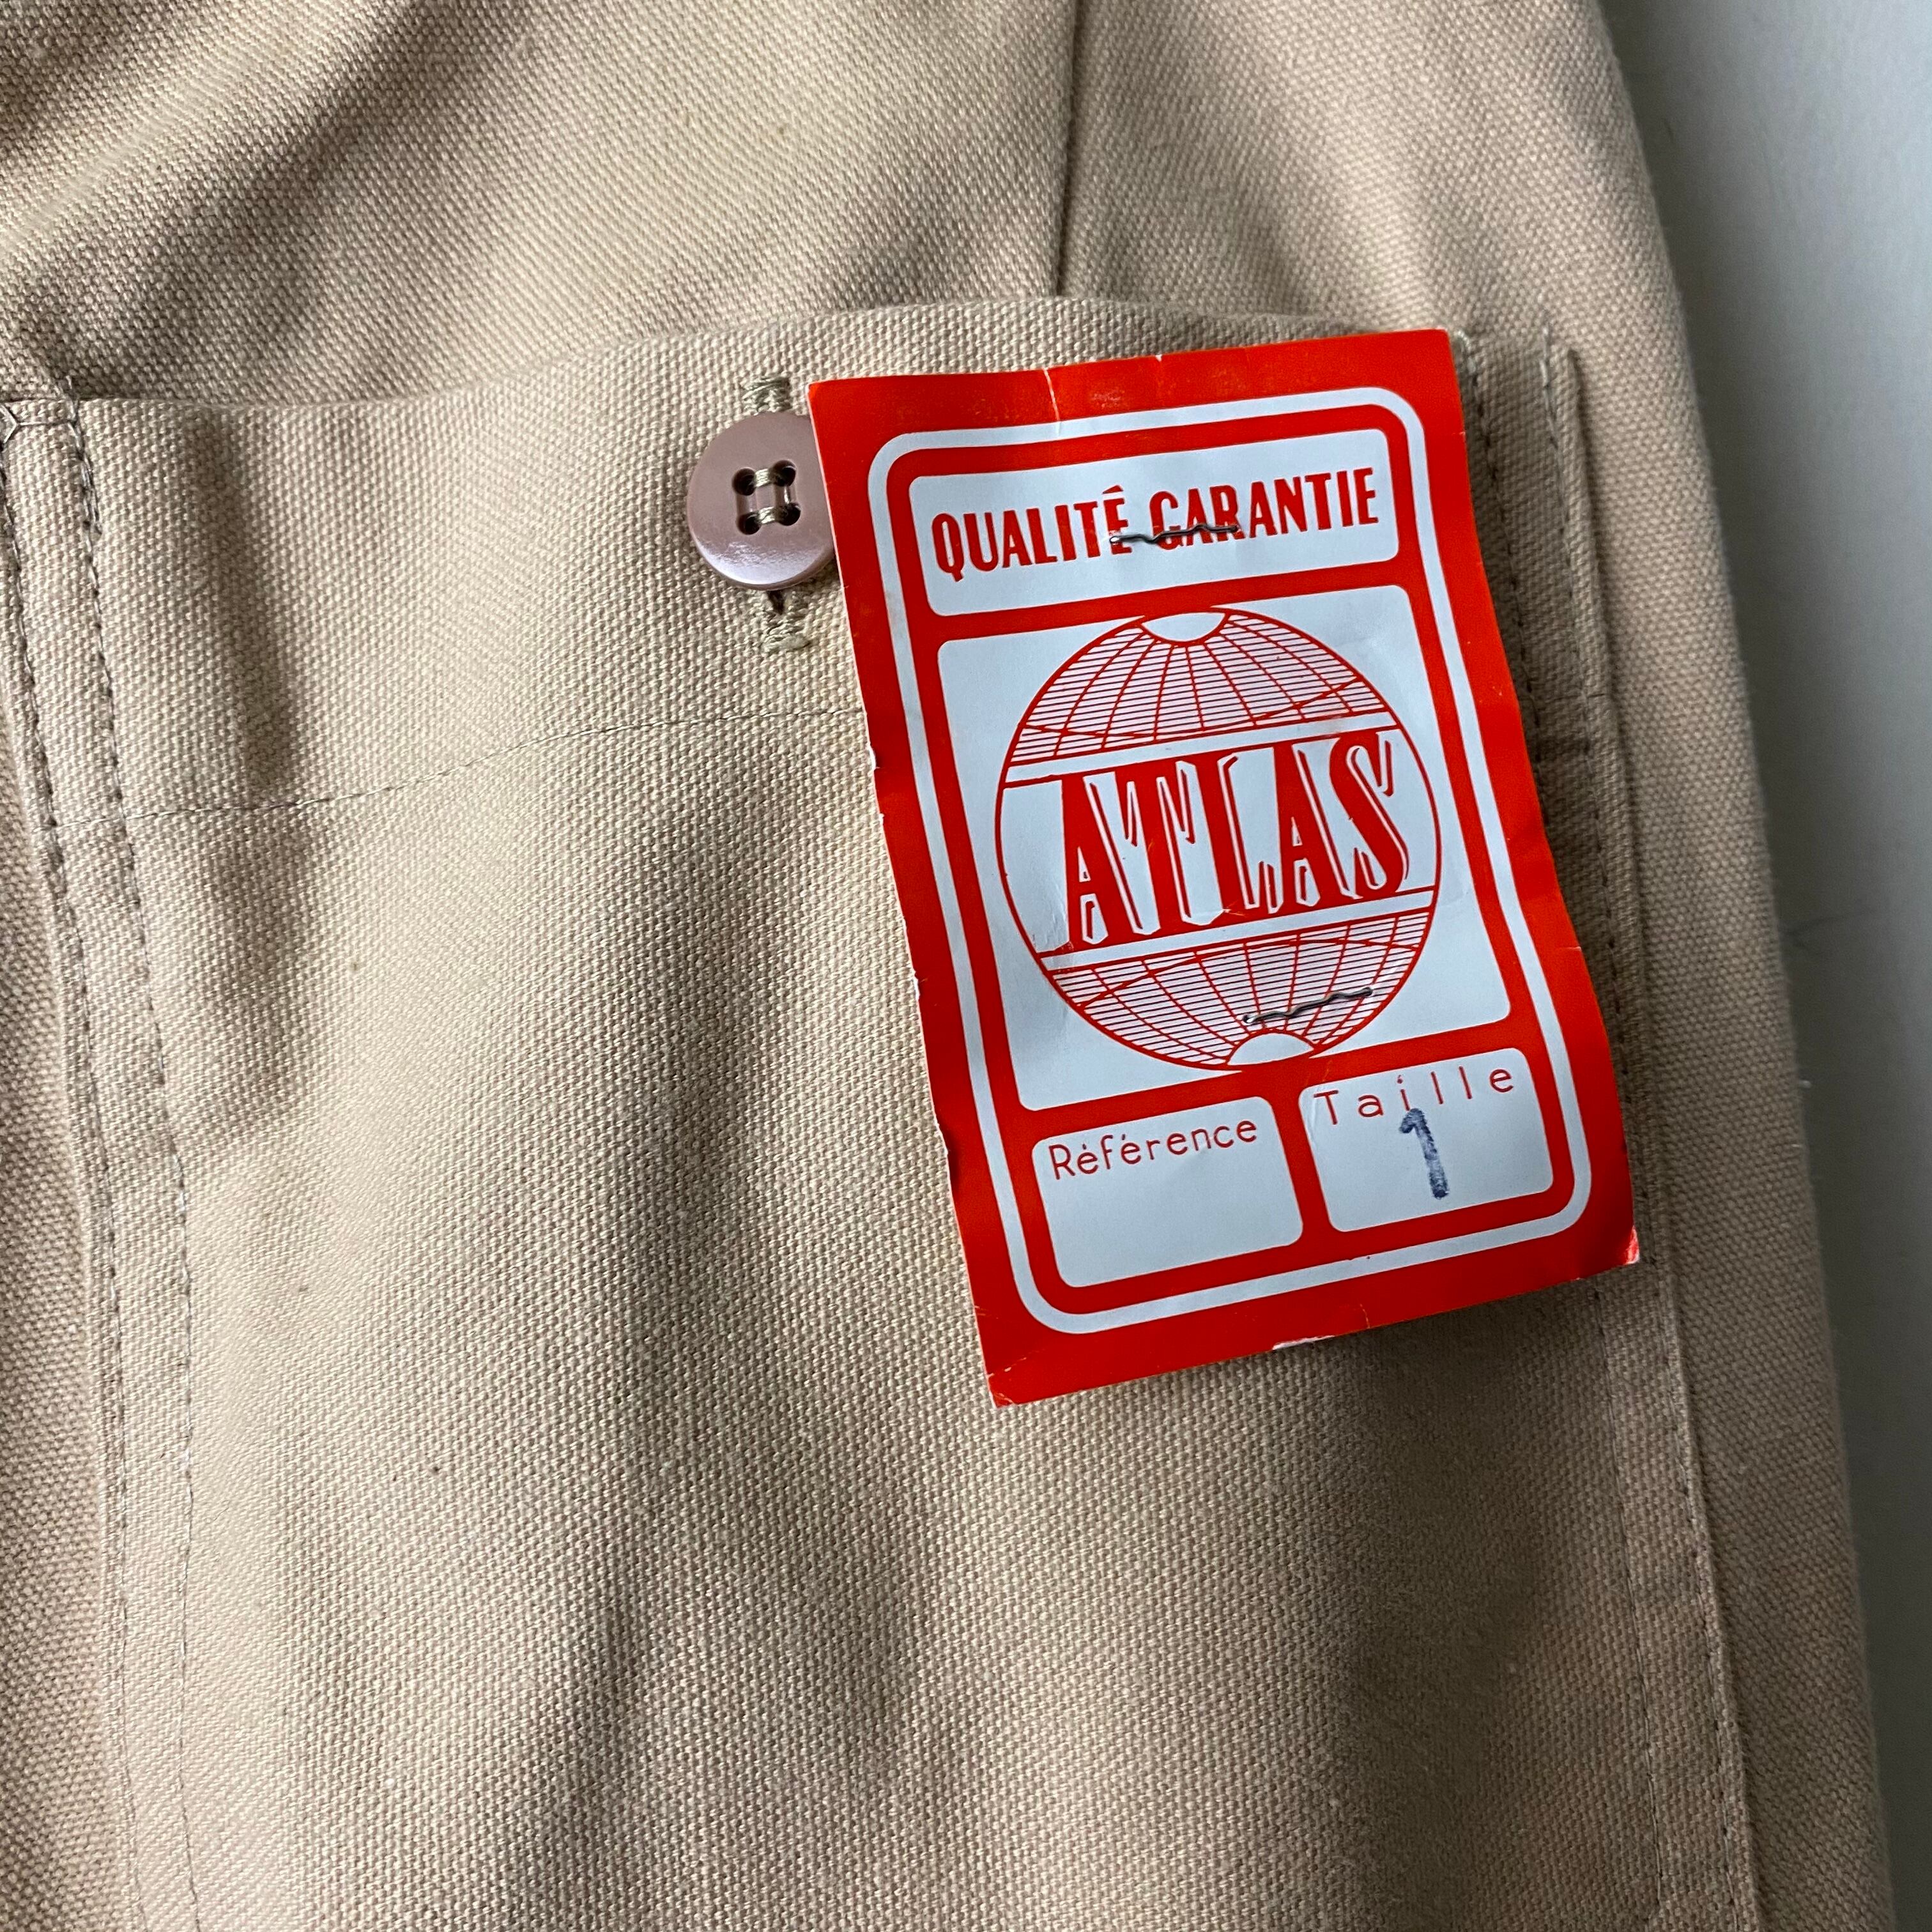 QUALITÉ GARANTIE
ATLAS
Référence
Taille
1